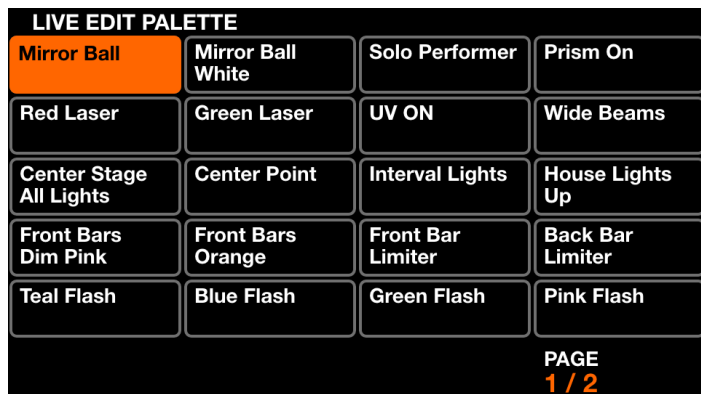 LIVE EDIT PALETTE
Mirror Ball
Mirror Ball
White
Solo Performer
Prism On
Red Laser
Green Laser
UV ON
Wide Beams
Center Stage
All Lights
Center Point
Interval Lights
House Lights
Up
Front Bars
Dim Pink
Front Bars
Orange
Front Bar
Limiter
Back Bar
Limiter
Teal Flash
Blue Flash
Green Flash
Pink Flash
PAGE
1 / 2